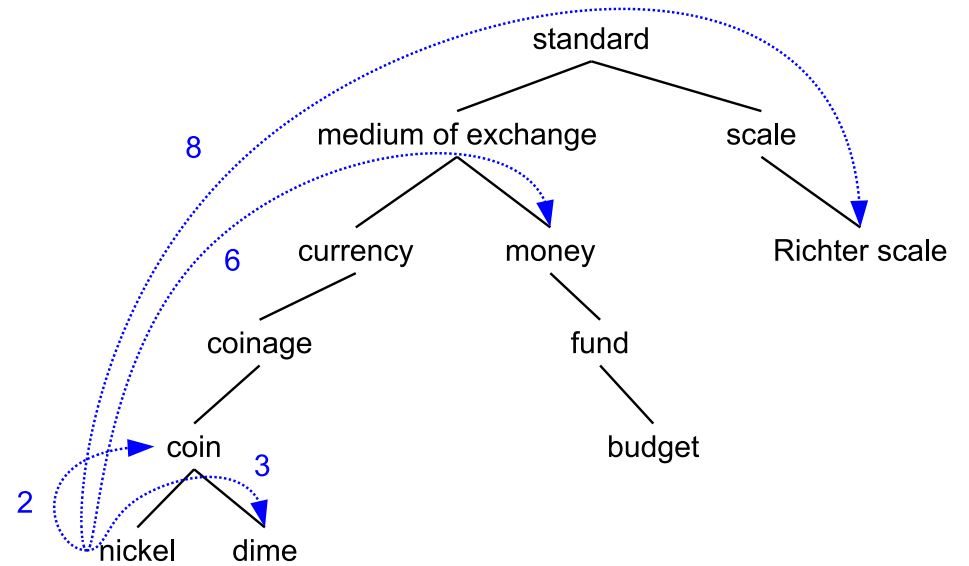 standard
8
medium of exchange
scale
6
currency
money
Richter scale
coinage
fund
coin
budget
3
2
nickel
dime